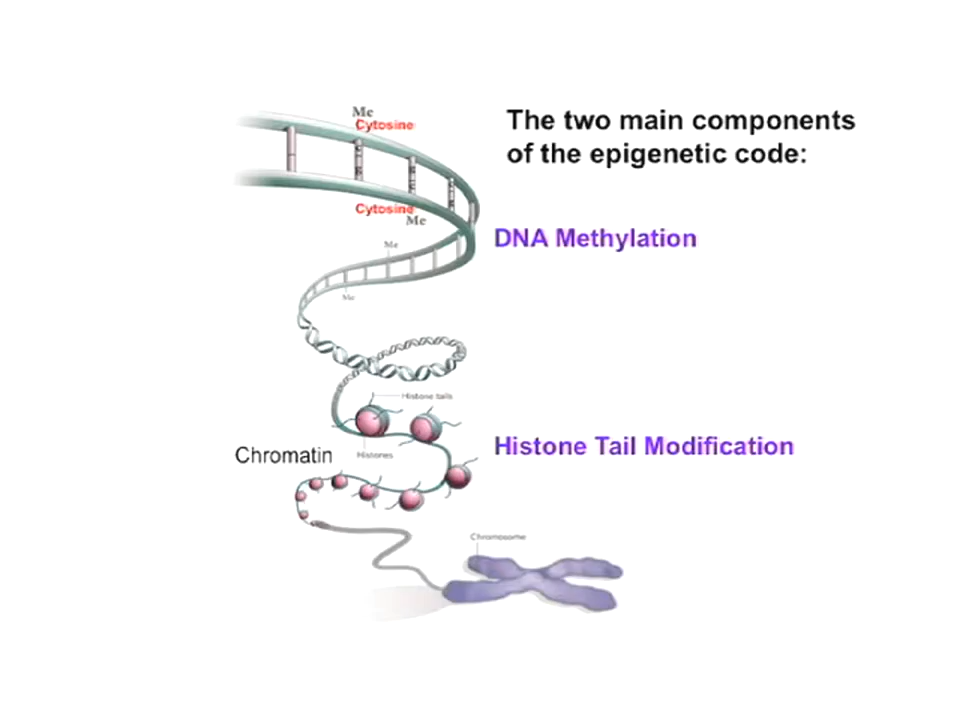 Me
Cytosine
The two main components
of the epigenetic code:
Cytosine
Me
DNA Methylation
Me
Me
Histone tails
Histone Tail Modification
Chromatin
Histones
Chromosome